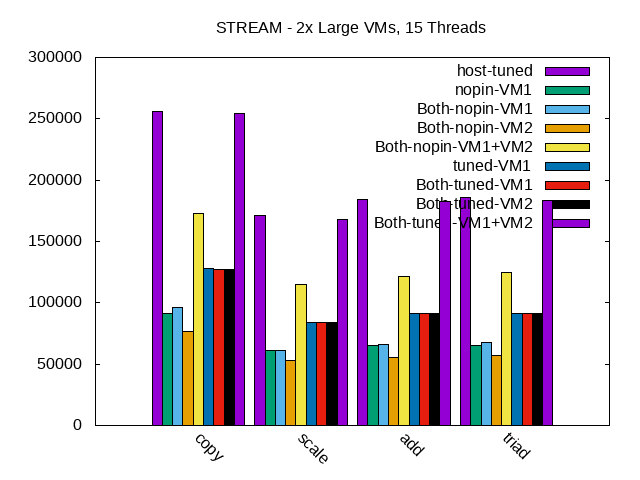 STREAM - 2x Large VMs, 15 Threads
300000
250000
200000
150000
100000
50000
0
host-tuned
nopin-VM1
Both-nopin-VM1
Both-nopin-VM2
Both-nopin-VM1+VM2
tuned-VM1
Both-tuned-VM1
Both-tuned-VM2
Both-tuned-VM1+VM2
copy
scale
add
triad